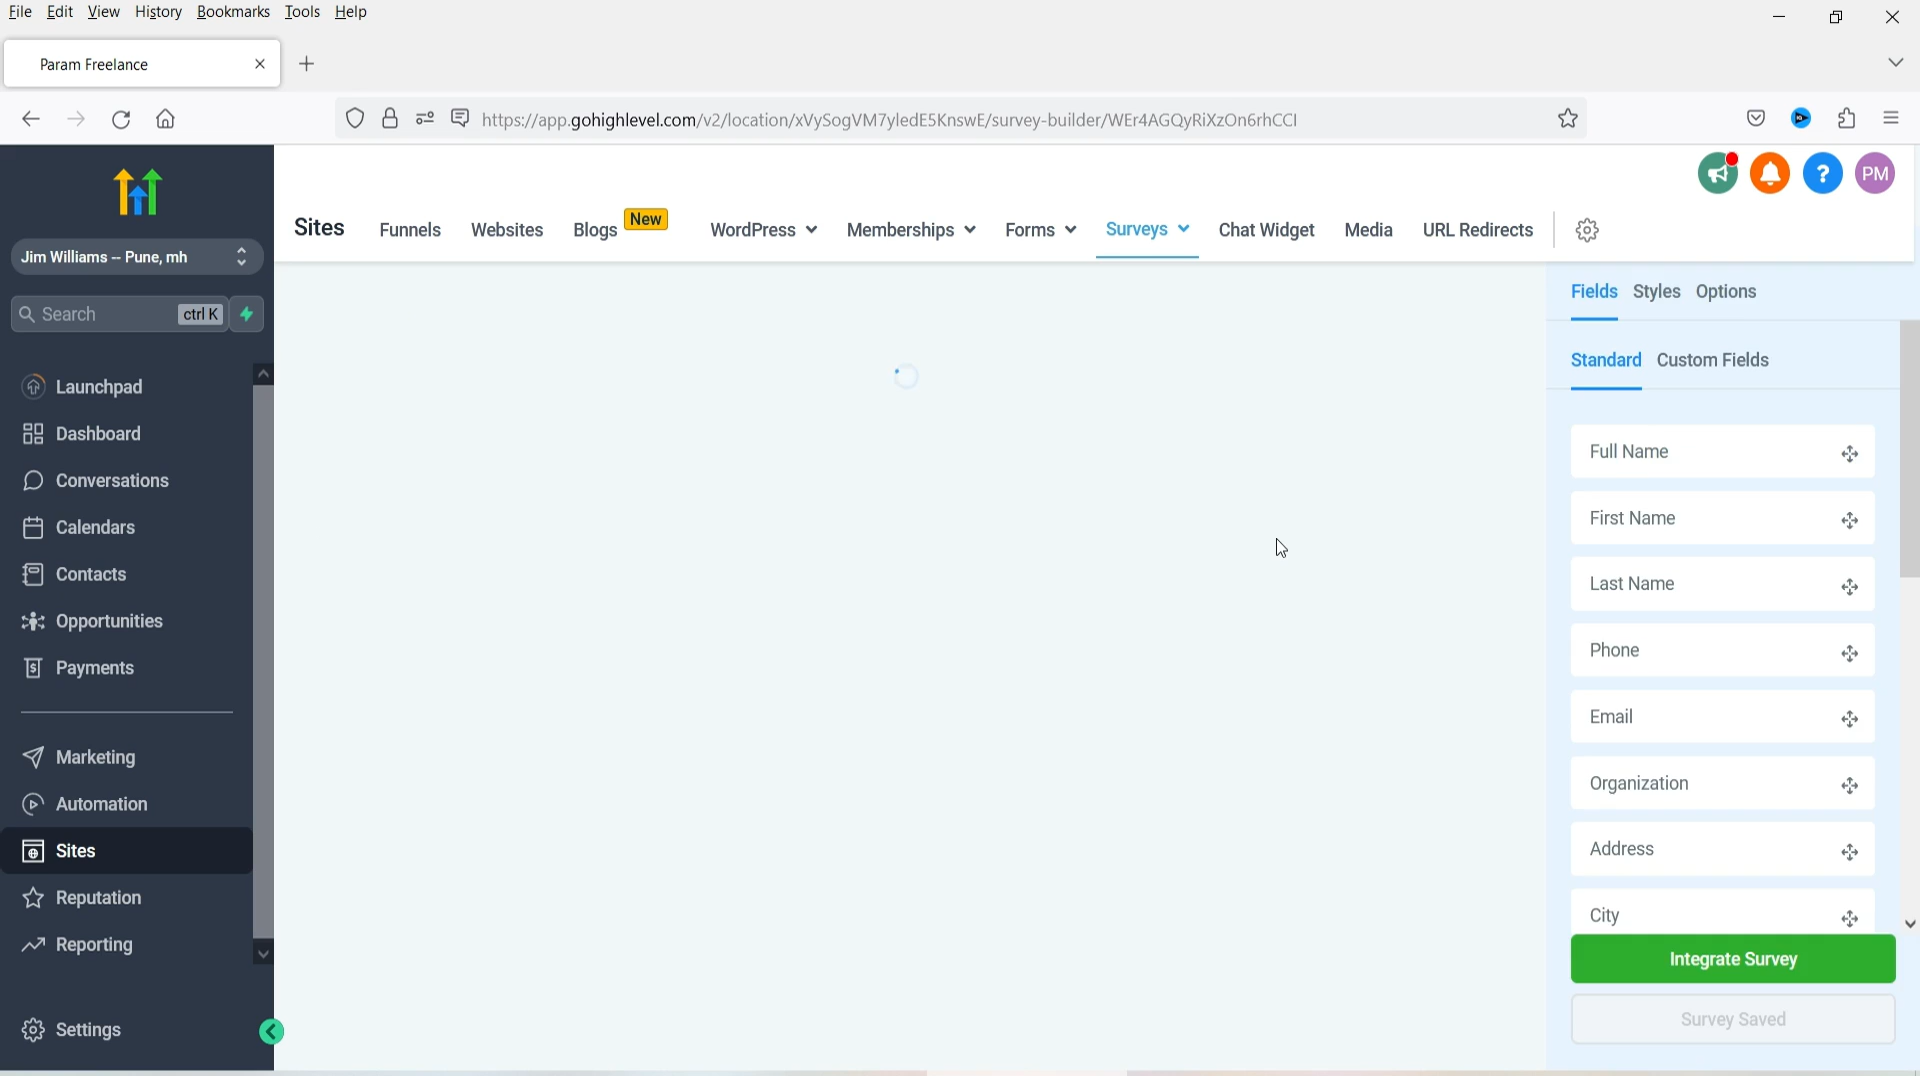 File Edit View History Bookmarks Tools Help
Param Freelance
https://app.gohighlevel.com/v2/location/xVySogVM7yledE5KnswE/survey-builder/WEr4AGQyRiXzOn6rhCCI
PM
Sites Funnels Websites Blogs New WordPress Memberships Forms Surveys Chat Widget Media URL Redirects
Jim Williams -- Pune, mh
Search ctrl K
Launchpad
Dashboard
Conversations
Calendars
Contacts
Opportunities
Payments
Marketing
Automation
Sites
Reputation
Reporting
Settings
Fields Styles Options
Standard Custom Fields
Full Name
First Name
Last Name
Phone
Email
Organization
Address
City
Integrate Survey
Survey Saved